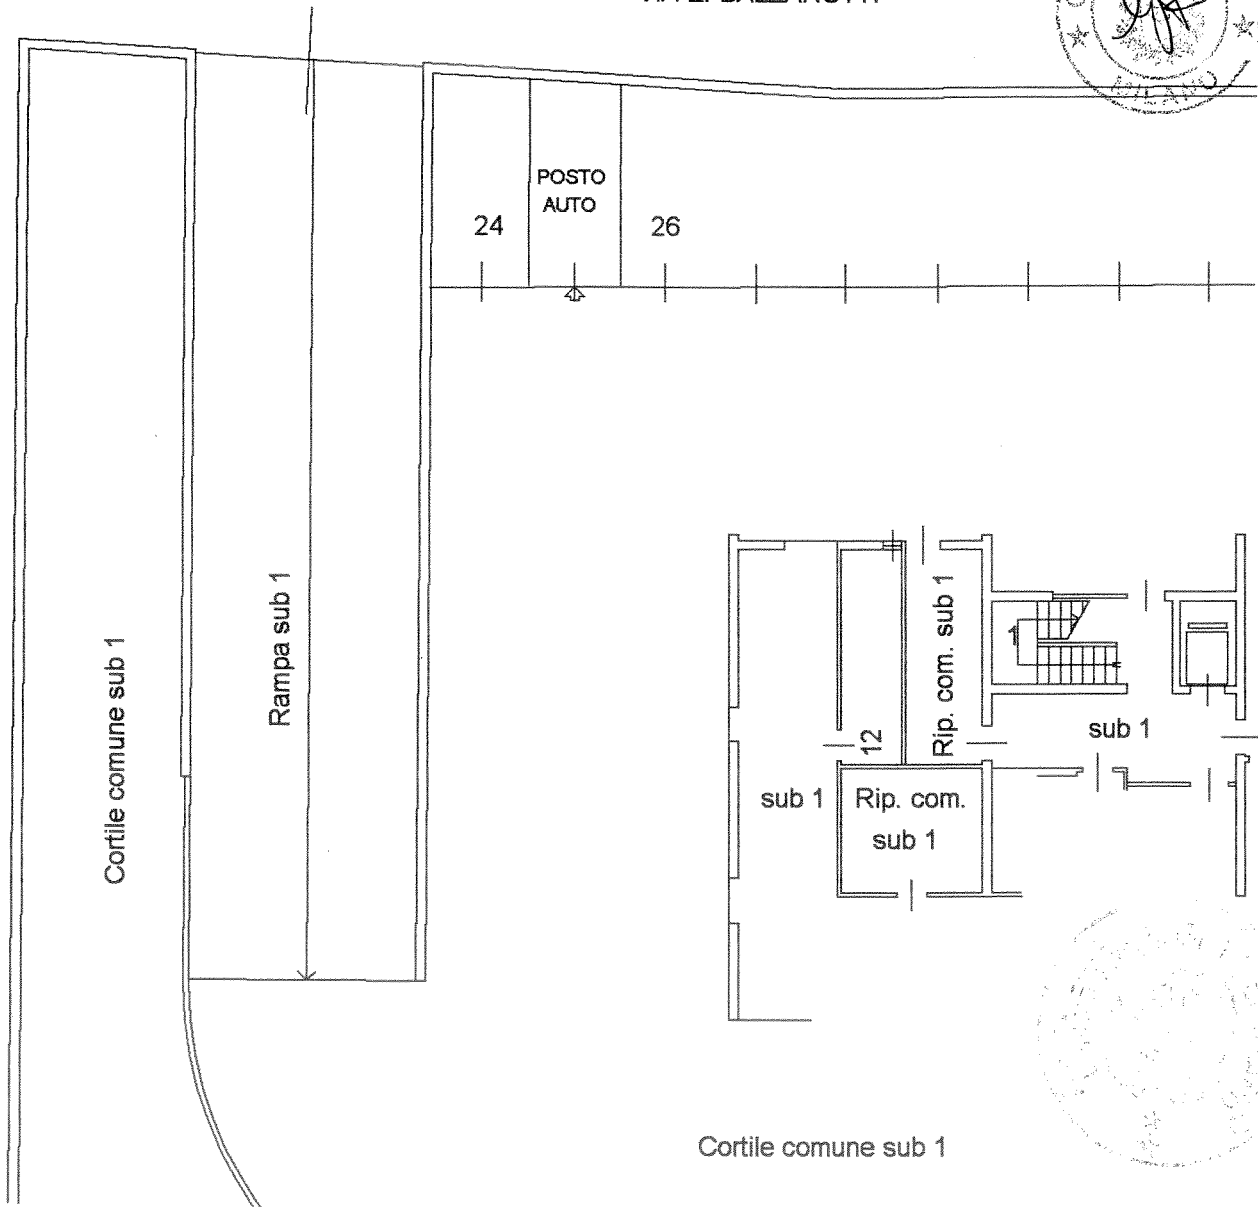 MILANO
POSTO
AUTO
24
26
Cortile comune sub 1
Rampa sub 1
Rip. com. sub 1
12
sub 1
sub 1
Rip. com.
sub 1
Cortile comune sub 1